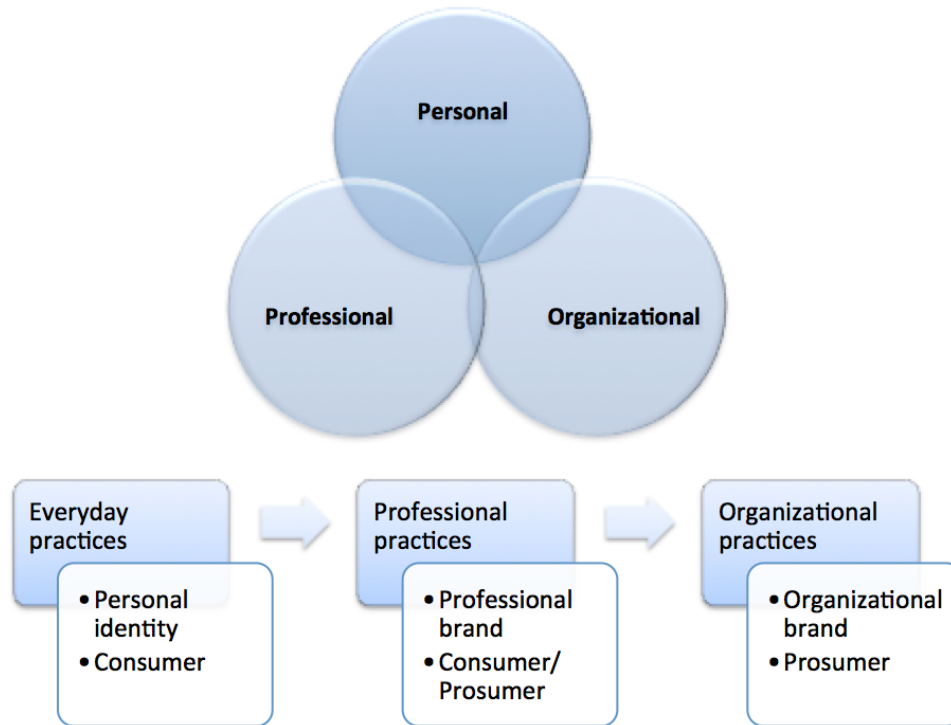 Personal
Professional
Organizational
Everyday
practices
• Personal
identity
• Consumer
Professional
practices
• Professional
brand
• Consumer/
Prosumer
Organizational
practices
• Organizational
brand
• Prosumer